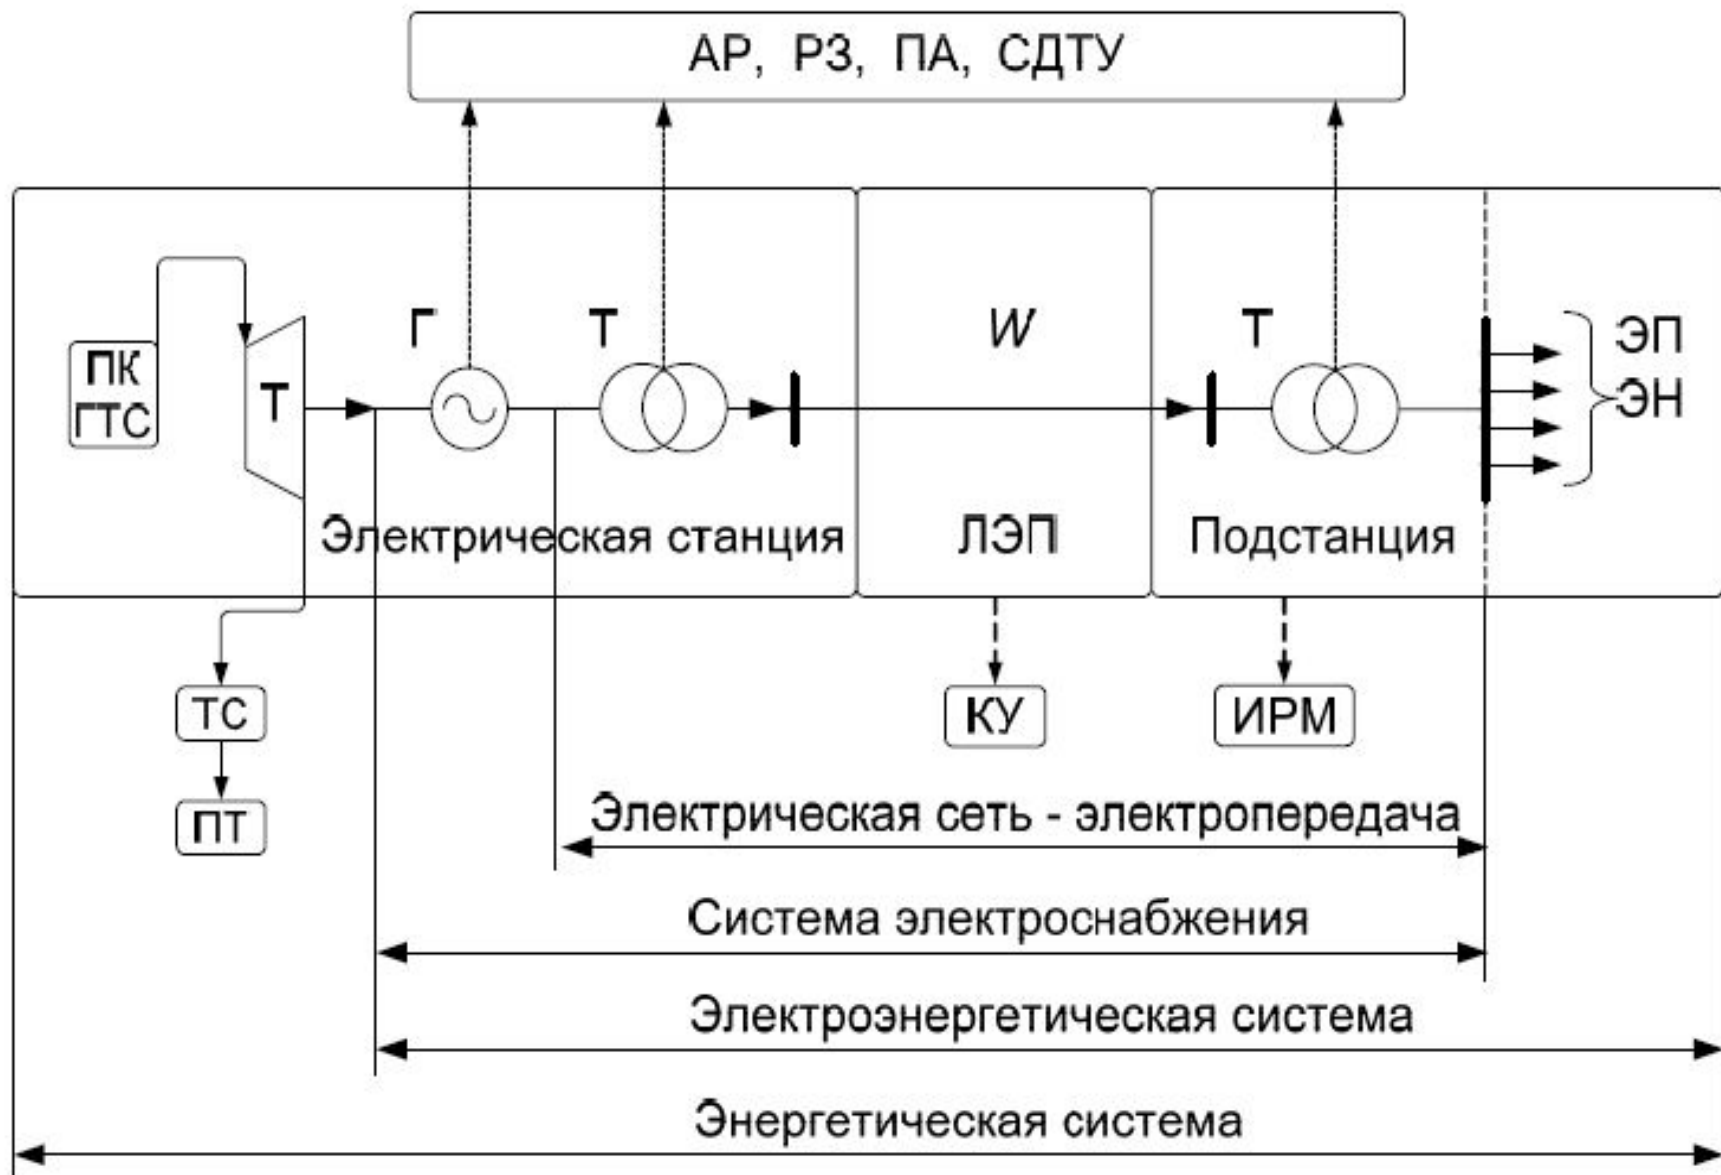 АР, РЗ, ПА, СДТУ
Г
Т
W
Т
ЭП
ЭН
ПК
ГТС
Т
Электрическая станция
ЛЭП
Подстанция
ТС
КУ
ИРМ
ПТ
Электрическая сеть - электропередача
Система электроснабжения
Электроэнергетическая система
Энергетическая система